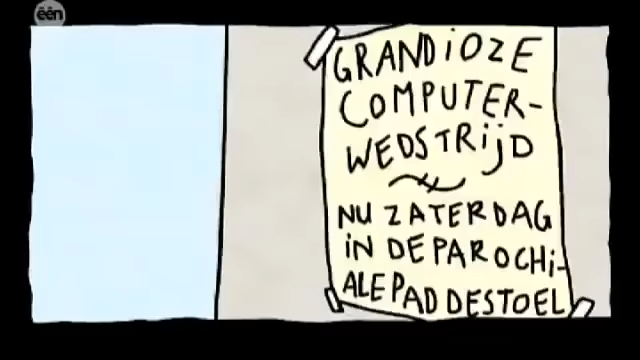 één
GRANDIOZE
COMPUTER-
WEDSTRIJD
NU ZATERDAG
IN DE PAROCHI-
ALE PADDESTOEL